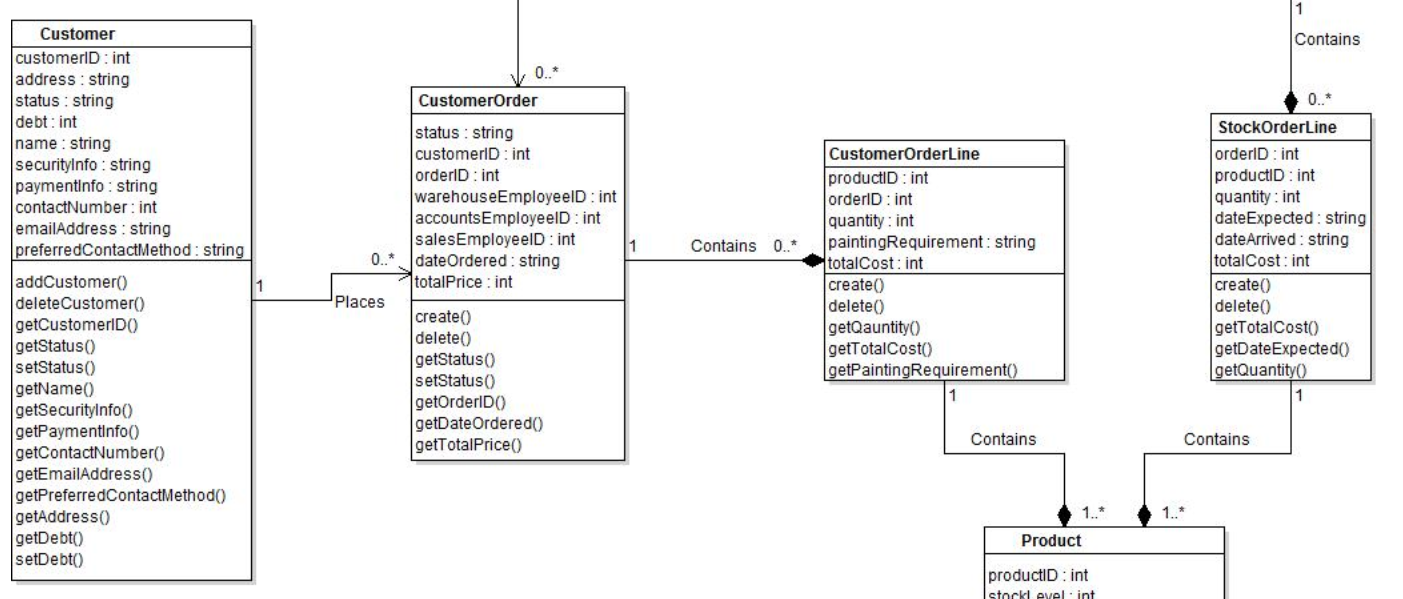 Customer
customerID : int
address : string
status : string
debt : int
name : string
securityInfo : string
paymentInfo : string
contactNumber : int
emailAddress : string
preferredContactMethod : string
addCustomer()
deleteCustomer()
getCustomerID()
getStatus()
setStatus()
getName()
getSecurityInfo()
getPaymentInfo()
getContactNumber()
getEmailAddress()
getPreferredContactMethod()
getAddress()
getDebt()
setDebt()
1
Places
0..*
0..*
CustomerOrder
status : string
customerID : int
orderID : int
warehouseEmployeeID : int
accountsEmployeeID : int
salesEmployeeID : int
dateOrdered : string
totalPrice : int
create()
delete()
getStatus()
setStatus()
getOrderID()
getDateOrdered()
getTotalPrice()
1
Contains
0..*
CustomerOrderLine
productID : int
orderID : int
quantity : int
paintingRequirement : string
totalCost : int
create()
delete()
getQauntity()
getTotalCost()
getPaintingRequirement()
1
Contains
1..*
1
Contains
0..*
StockOrderLine
orderID : int
productID : int
quantity : int
dateExpected : string
dateArrived : string
totalCost : int
create()
delete()
getTotalCost()
getDateExpected()
getQuantity()
1
Contains
1..*
Product
productID : int
stockLevel : int